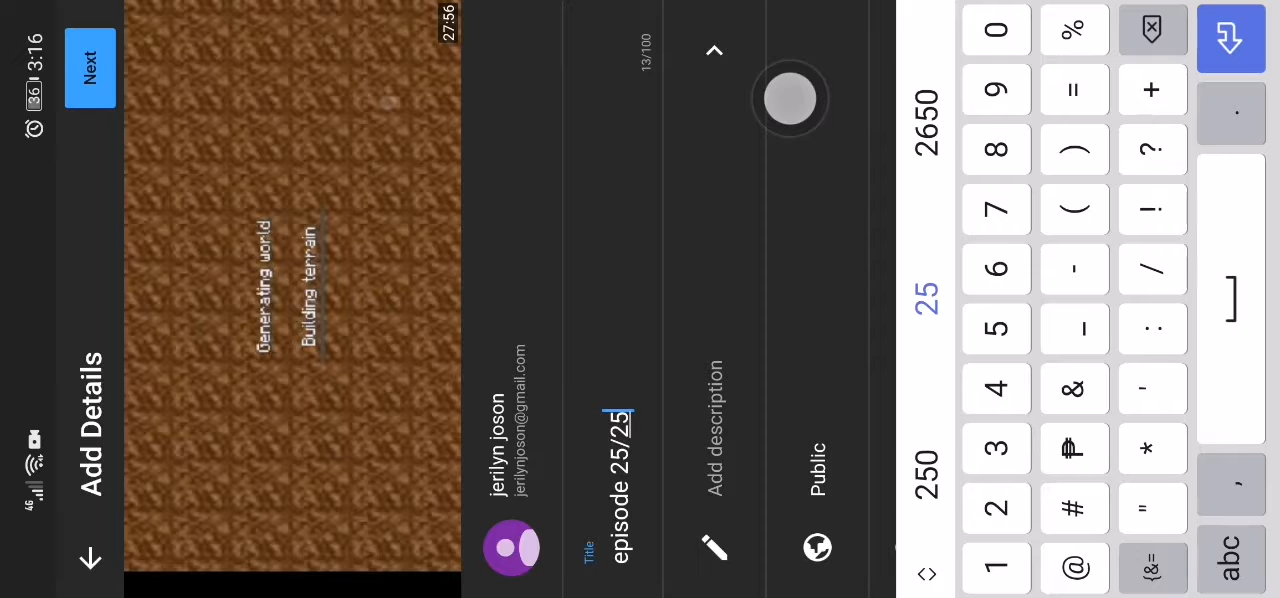 4G 36 3:16
Add Details
Next
Generating world
Building terrain
27:56
jerilyn joson
jerilynjoson@gmail.com
Title
episode 25/25
13/100
Add description
Public
250 25 2650
1 2 3 4 5 6 7 8 9 0
@ # ₱ & _ - ( ) = %
{&= " * ' : / ! ? +
abc , .